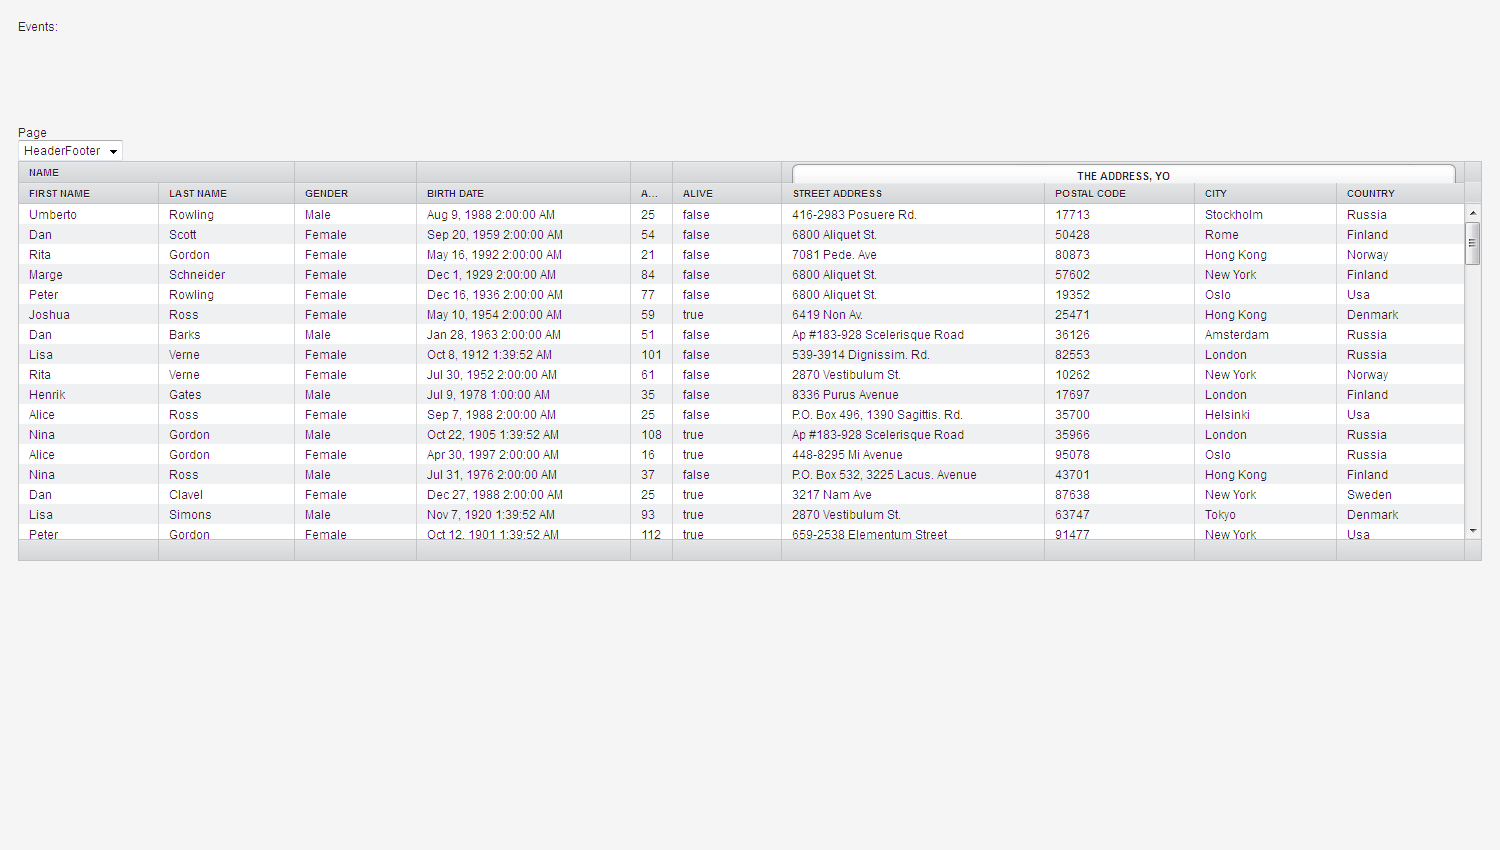 Events:
Page
HeaderFooter
NAME THE ADDRESS, YO
FIRST NAME LAST NAME GENDER BIRTH DATE A... ALIVE STREET ADDRESS POSTAL CODE CITY COUNTRY
Umberto Rowling Male Aug 9, 1988 2:00:00 AM 25 false 416-2983 Posuere Rd. 17713 Stockholm Russia
Dan Scott Female Sep 20, 1959 2:00:00 AM 54 false 6800 Aliquet St. 50428 Rome Finland
Rita Gordon Female May 16, 1992 2:00:00 AM 21 false 7081 Pede. Ave 80873 Hong Kong Norway
Marge Schneider Female Dec 1, 1929 2:00:00 AM 84 false 6800 Aliquet St. 57602 New York Finland
Peter Rowling Female Dec 16, 1936 2:00:00 AM 77 false 6800 Aliquet St. 19352 Oslo Usa
Joshua Ross Female May 10, 1954 2:00:00 AM 59 true 6419 Non Av. 25471 Hong Kong Denmark
Dan Barks Male Jan 28, 1963 2:00:00 AM 51 false Ap #183-928 Scelerisque Road 36126 Amsterdam Russia
Lisa Verne Female Oct 8, 1912 1:39:52 AM 101 false 539-3914 Dignissim. Rd. 82553 London Russia
Rita Verne Female Jul 30, 1952 2:00:00 AM 61 false 2870 Vestibulum St. 10262 New York Norway
Henrik Gates Male Jul 9, 1978 1:00:00 AM 35 false 8336 Purus Avenue 17697 London Finland
Alice Ross Female Sep 7, 1988 2:00:00 AM 25 false P.O. Box 496, 1390 Sagittis. Rd. 35700 Helsinki Usa
Nina Gordon Male Oct 22, 1905 1:39:52 AM 108 true Ap #183-928 Scelerisque Road 35966 London Russia
Alice Gordon Female Apr 30, 1997 2:00:00 AM 16 true 448-8295 Mi Avenue 95078 Oslo Russia
Nina Ross Male Jul 31, 1976 2:00:00 AM 37 false P.O. Box 532, 3225 Lacus. Avenue 43701 Hong Kong Finland
Dan Clavel Female Dec 27, 1988 2:00:00 AM 25 true 3217 Nam Ave 87638 New York Sweden
Lisa Simons Male Nov 7, 1920 1:39:52 AM 93 true 2870 Vestibulum St. 63747 Tokyo Denmark
Peter Gordon Female Oct 12, 1901 1:39:52 AM 112 true 659-2538 Elementum Street 91477 New York Usa